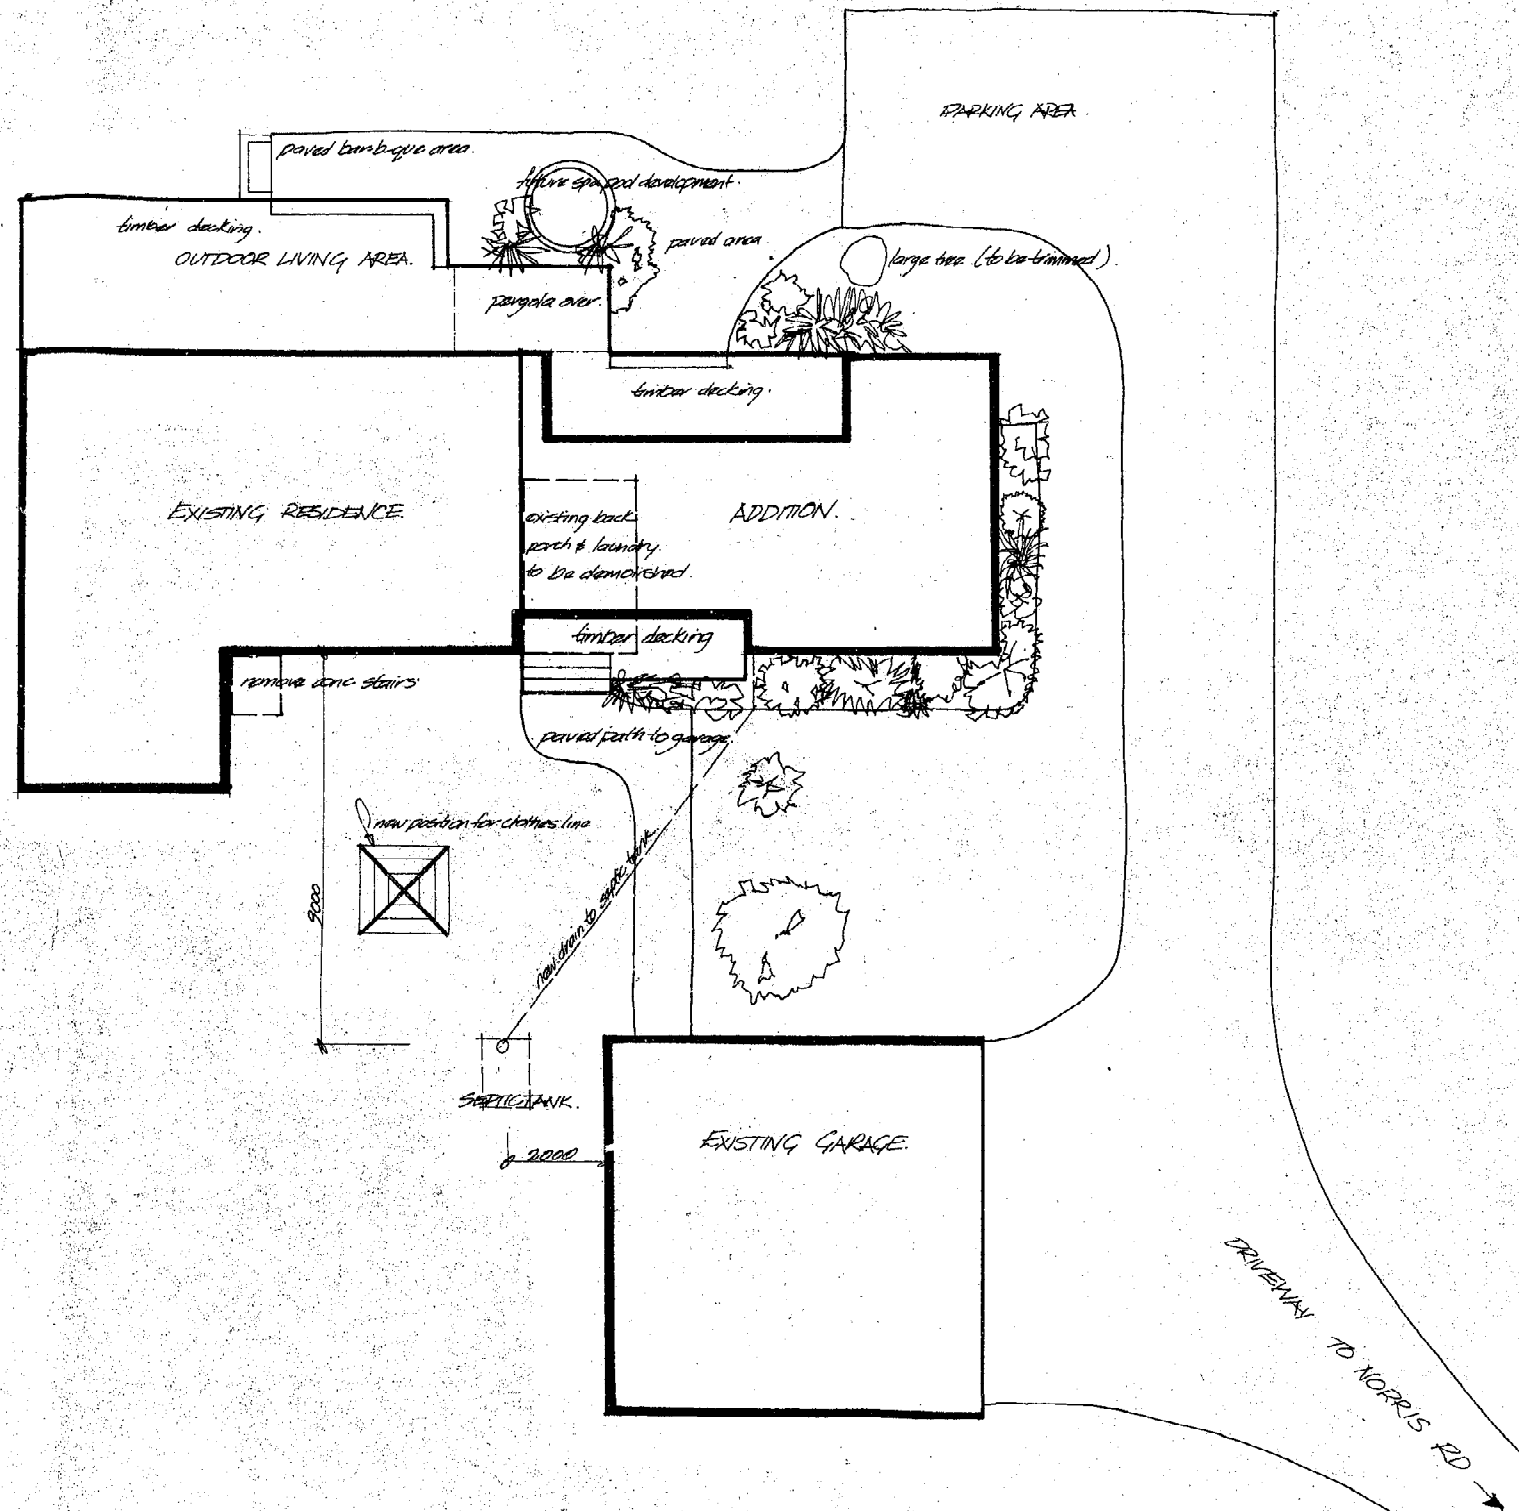 PARKING AREA
paved barb-que area.
future spa pool development.
timber decking.
OUTDOOR LIVING AREA.
paved area
large tree (to be trimmed).
pergola over.
timber decking.
EXISTING RESIDENCE.
existing back
porch & laundry.
to be demolished.
ADDITION.
timber decking
remove conc stairs
paved path to garage.
new position for clothes line
9000
new drain to septic tank.
SEPTIC TANK.
2000
EXISTING GARAGE.
DRIVEWAY TO NORRIS RD